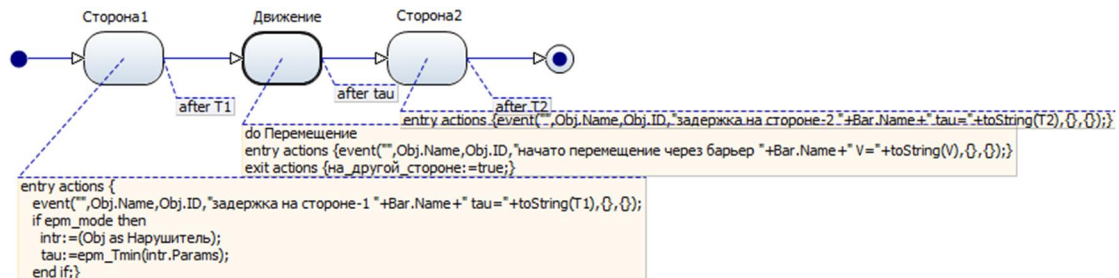 Сторона1
Движение
Сторона2
after T1
after tau
after T2
entry actions {event("",Obj.Name,Obj.ID,"задержка на стороне-2 "+Bar.Name+" tau="+toString(T2),{},{});}
do Перемещение
entry actions {event("",Obj.Name,Obj.ID,"начато перемещение через барьер "+Bar.Name+" V="+toString(V),{},{});}
exit actions {на_другой_стороне:=true;}
entry actions {
event("",Obj.Name,Obj.ID,"задержка на стороне-1 "+Bar.Name+" tau="+toString(T1),{},{});
if epm_mode then
intr:=(Obj as Нарушитель);
tau:=epm_Tmin(intr.Params);
end if;}